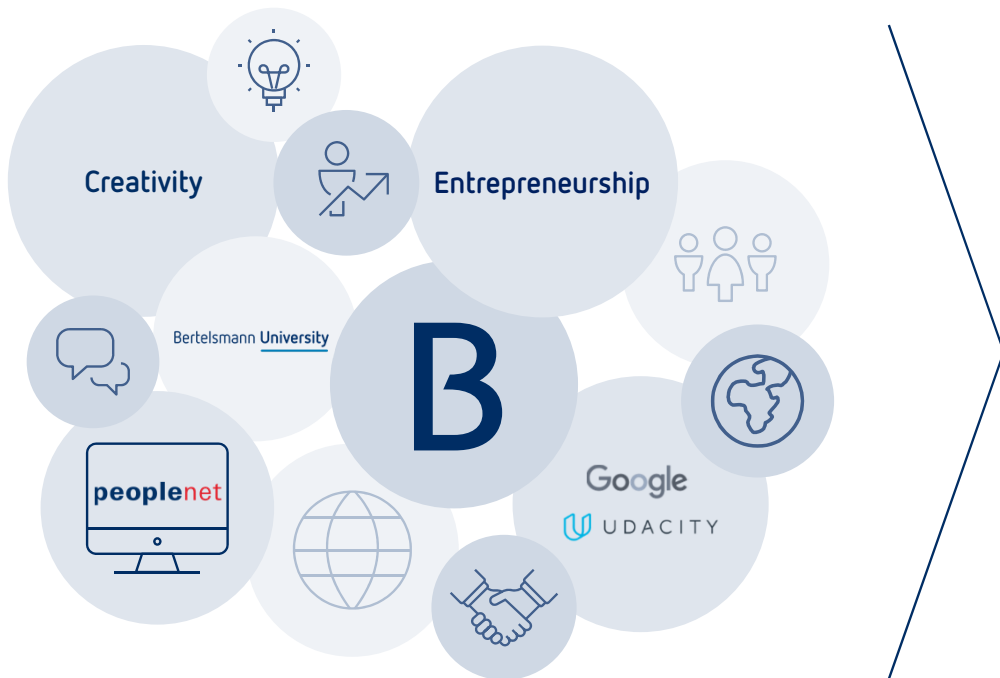 Creativity
Entrepreneurship
Bertelsmann University
B
peoplenet
Google
UDACITY